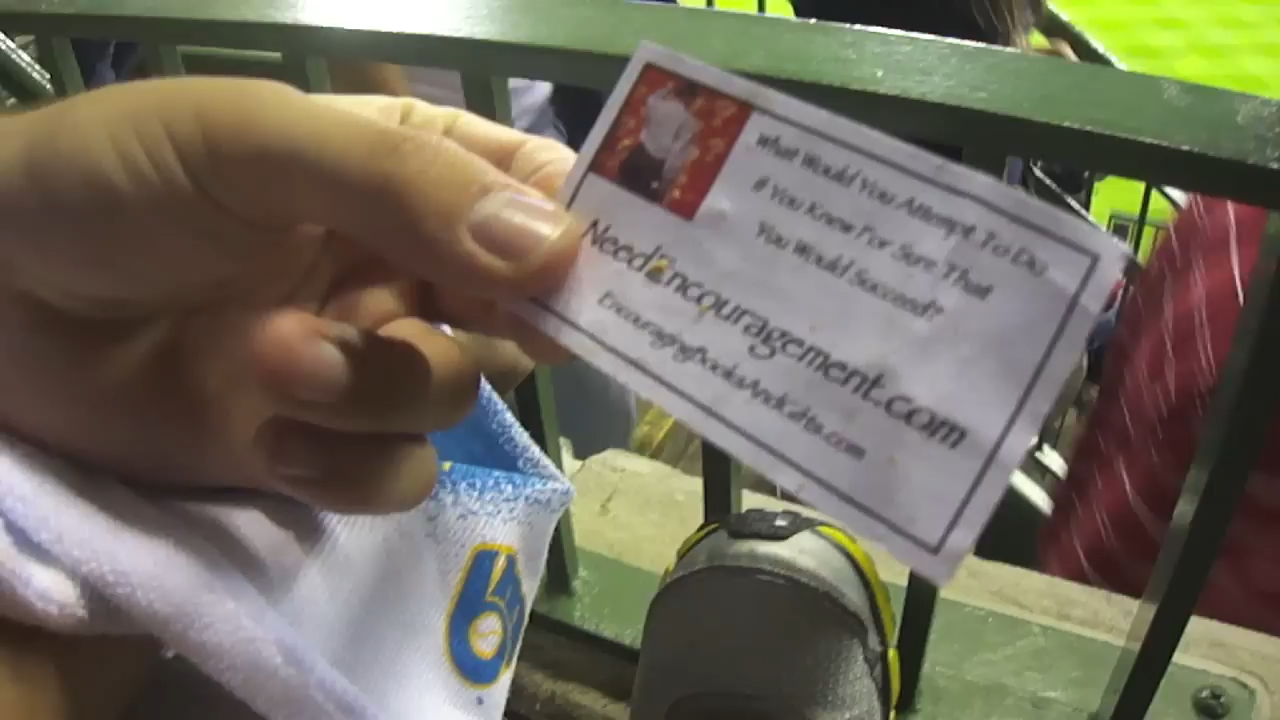 What Would You Attempt To Do
If You Knew For Sure That
You Would Succeed?
NeedEncouragement.com
EncouragingBooksAndGifts.com